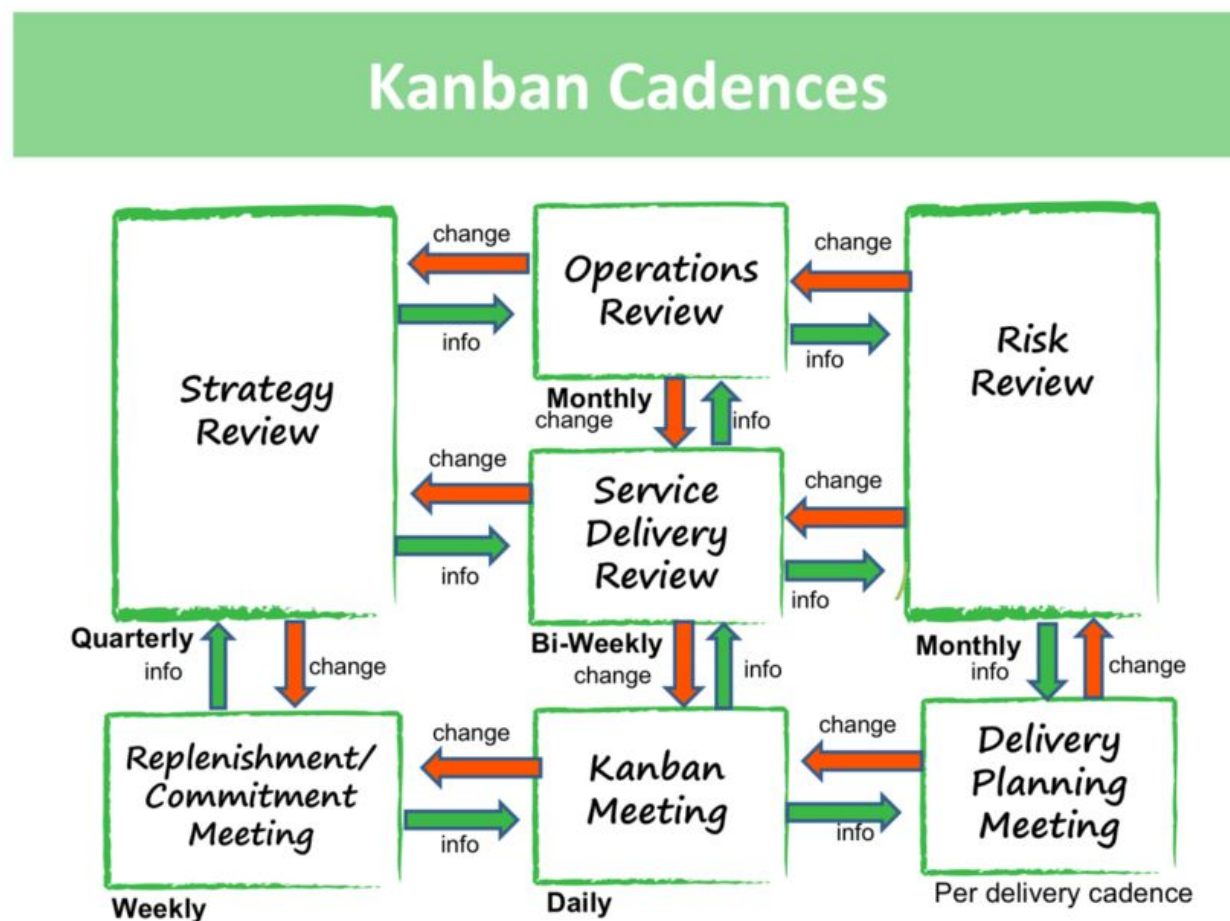 Kanban Cadences
change
Operations
Review
change
info
info
Strategy
Review
Risk
Review
Monthly
change
info
change
Service
Delivery
Review
change
info
info
Quarterly
info
change
Bi-Weekly
change
info
Monthly
info
change
Replenishment/
Commitment
Meeting
change
Kanban
Meeting
change
Delivery
Planning
Meeting
info
info
Weekly
Daily
Per delivery cadence